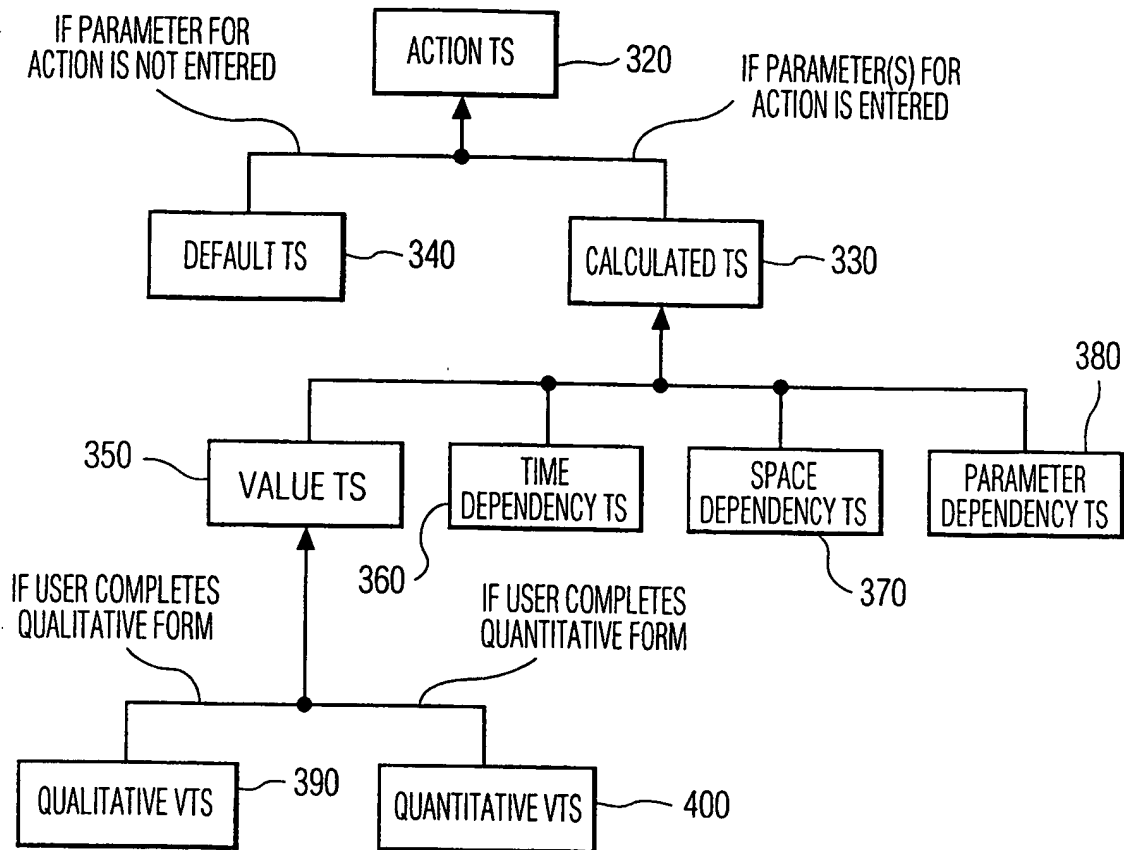 IF PARAMETER FOR
ACTION IS NOT ENTERED
ACTION TS
320
IF PARAMETER(S) FOR
ACTION IS ENTERED
DEFAULT TS
340
CALCULATED TS
330
380
350
VALUE TS
TIME
DEPENDENCY TS
SPACE
DEPENDENCY TS
PARAMETER
DEPENDENCY TS
360
370
IF USER COMPLETES
QUALITATIVE FORM
IF USER COMPLETES
QUANTITATIVE FORM
QUALITATIVE VTS
390
QUANTITATIVE VTS
400